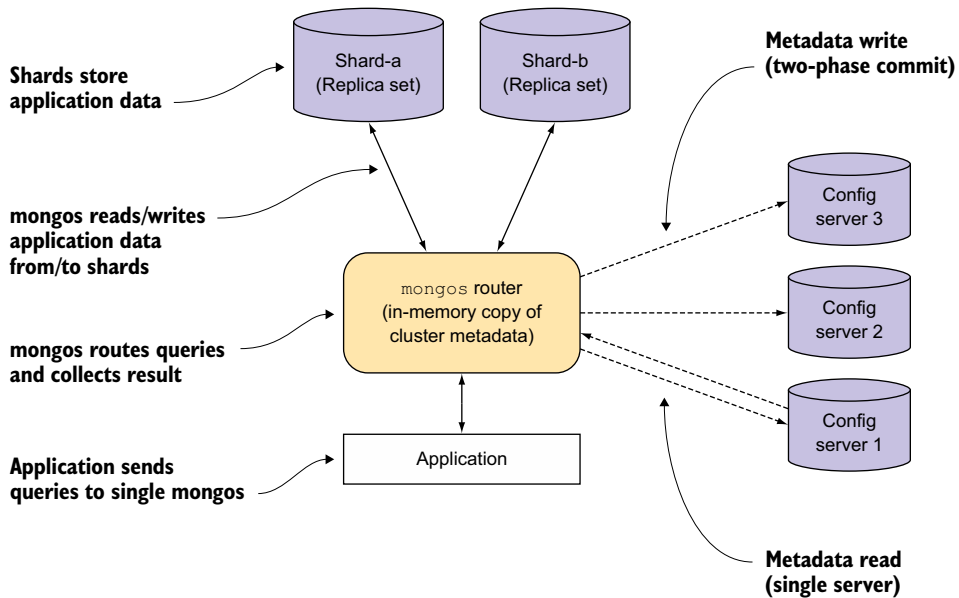 Shard-a
(Replica set)
Shard-b
(Replica set)
Metadata write
(two-phase commit)
Shards store
application data
mongos reads/writes
application data
from/to shards
Config
server 3
mongos router
(in-memory copy of
cluster metadata)
Config
server 2
mongos routes queries
and collects result
Config
server 1
Application sends
queries to single mongos
Application
Metadata read
(single server)